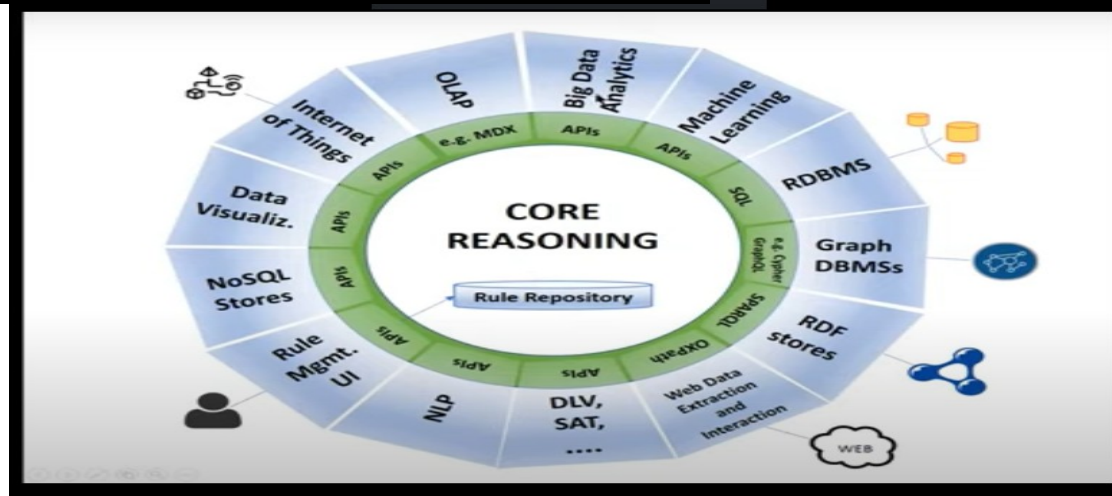 CORE
REASONING
Rule Repository
OLAP
e.g. MDX
Big Data
Analytics
APIs
Machine
Learning
APIs
RDBMS
SQL
Graph
DBMSs
e.g. Cypher
GraphQL
RDF
stores
SPARQL
Web Data
Extraction
and
Interaction
OXPath
WEB
DLV,
SAT,
....
APIs
NLP
APIs
Rule
Mgmt.
UI
APIs
NoSQL
Stores
APIs
Data
Visualiz.
APIs
Internet
of Things
APIs